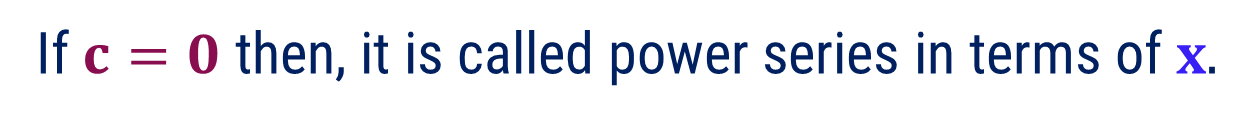 If c = 0 then, it is called power series in terms of x.